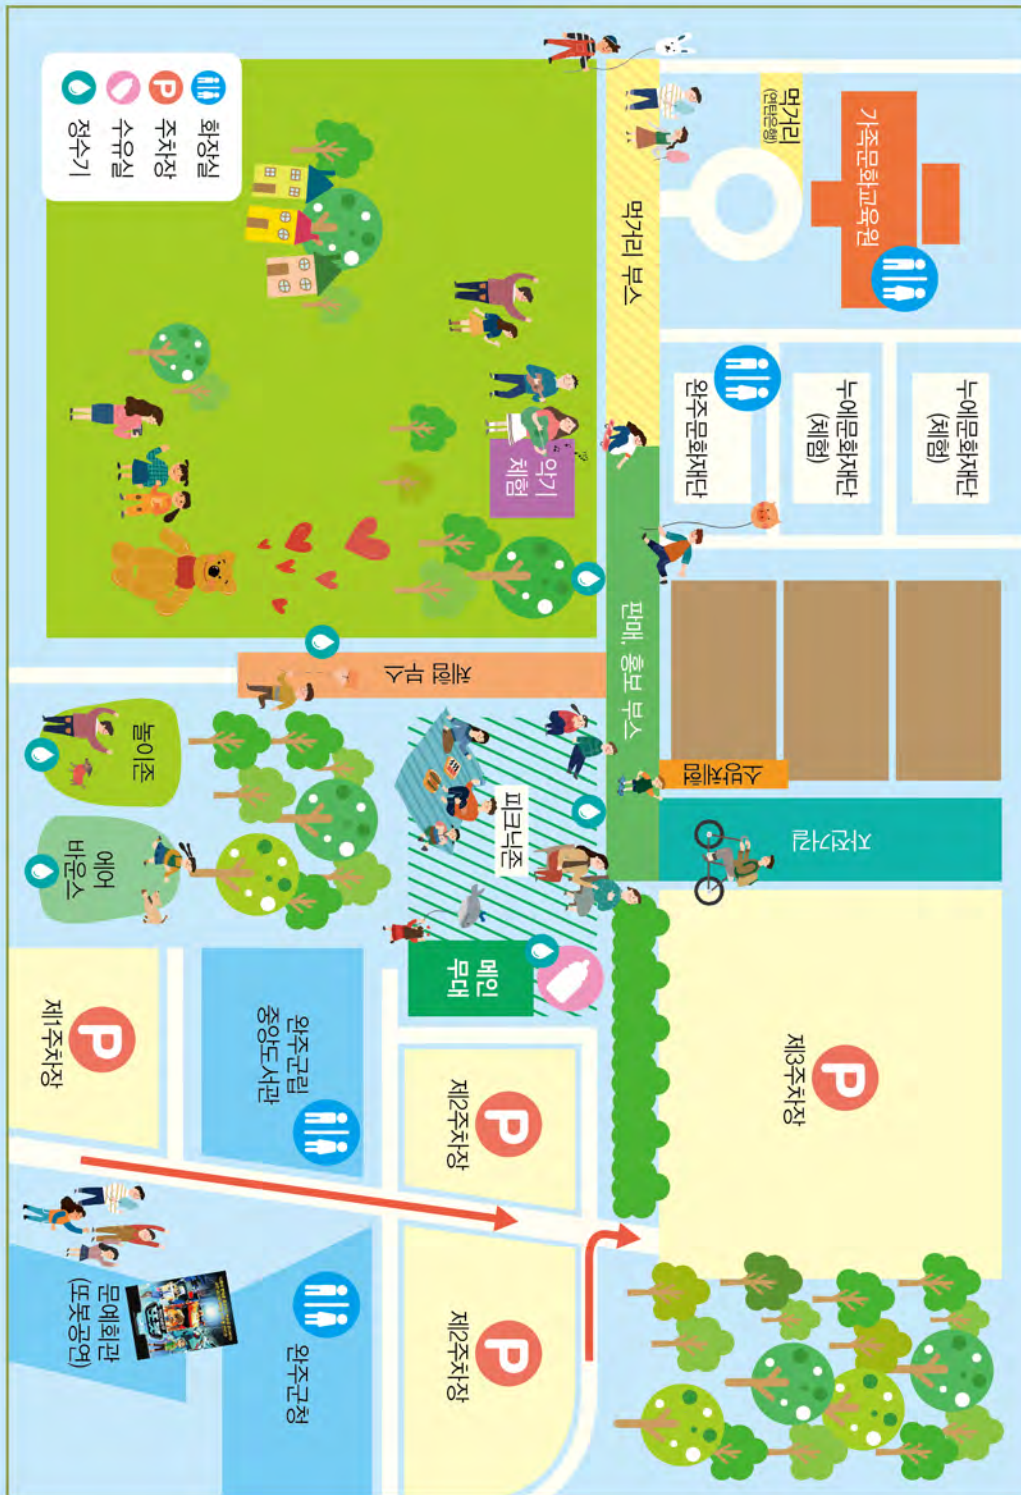 가족문화교육원
먹거리
(연탄은행)
누에문화재단
(체험)
누에문화재단
(체험)
완주문화재단
자전거길
소방체험
P
제3주차장
먹거리 부스
판매, 홍보 부스
악기
체험
체험 부스
피크닉존
메인
무대
P
제2주차장
P
제2주차장
완주군립
중앙도서관
완주군청
놀이존
에어
바운스
P
제1주차장
문예회관
(또봇공연)
화장실
P 주차장
수유실
정수기